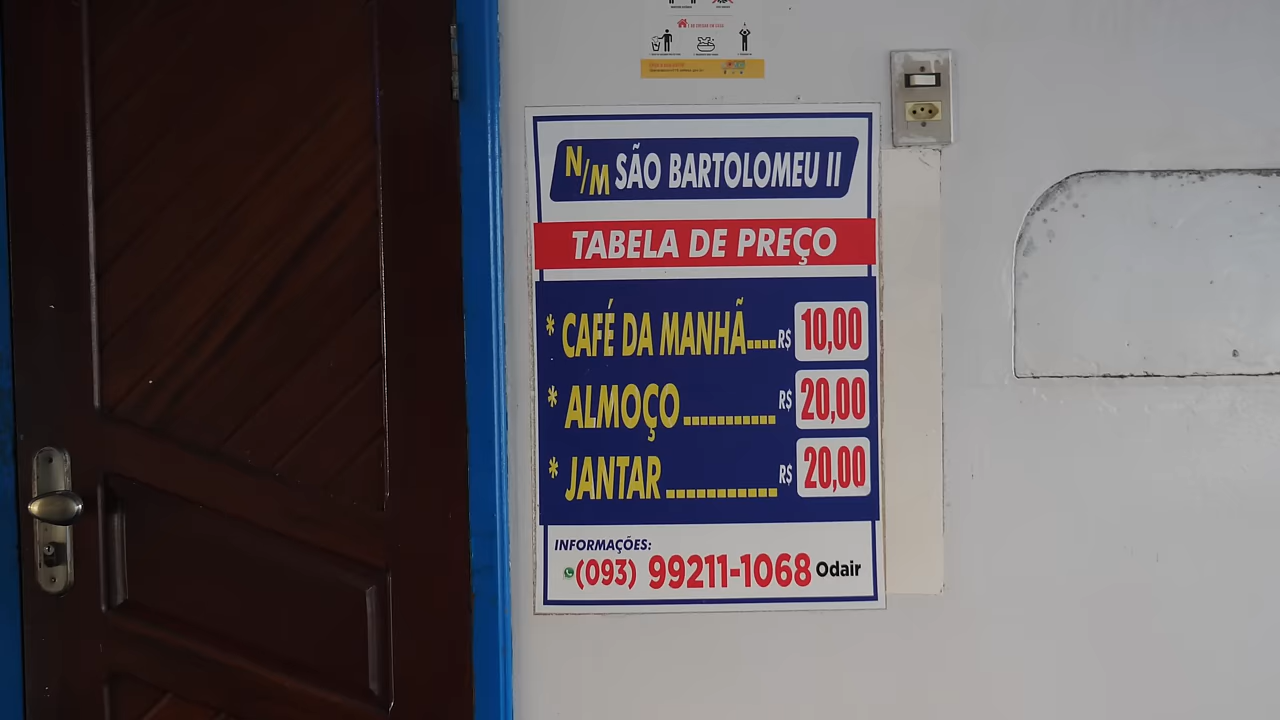 N/M SÃO BARTOLOMEU II
TABELA DE PREÇO
* CAFÉ DA MANHÃ....R$ 10,00
* ALMOÇO ........... R$ 20,00
* JANTAR ........... R$ 20,00
INFORMAÇÕES:
(093) 99211-1068 Odair